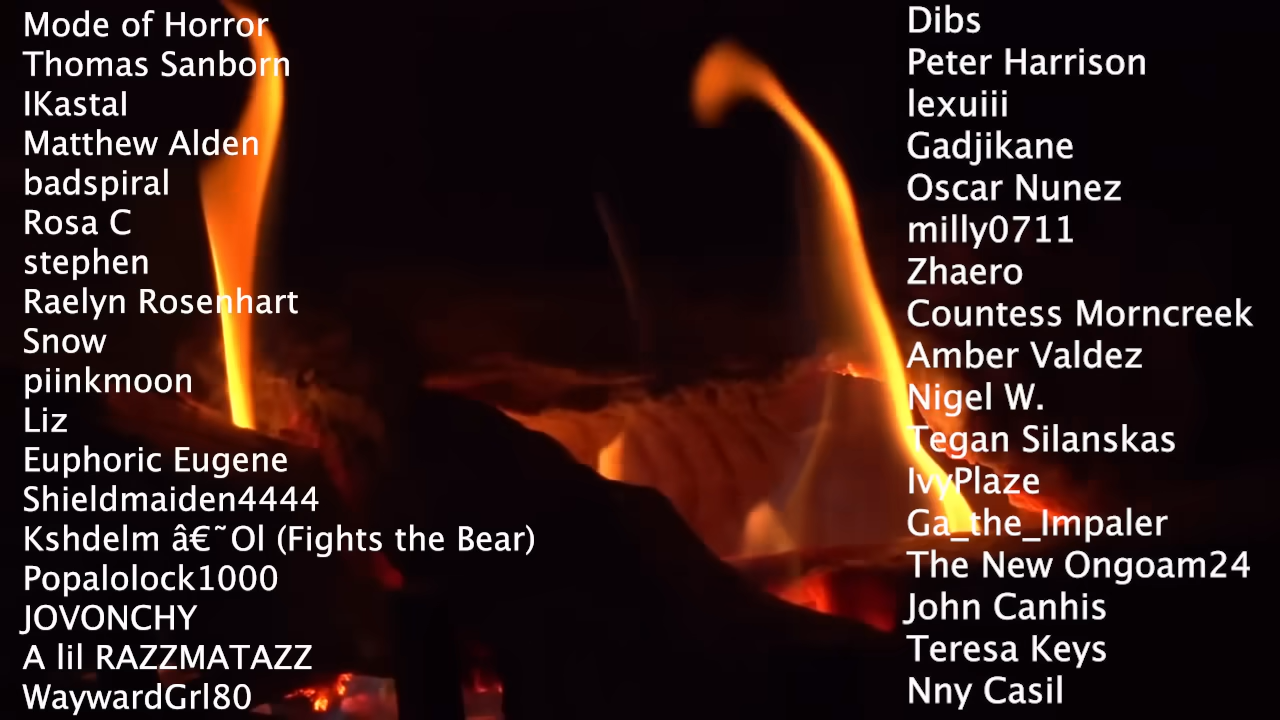 Mode of Horror
Thomas Sanborn
IKastaI
Matthew Alden
badspiral
Rosa C
stephen
Raelyn Rosenhart
Snow
piinkmoon
Liz
Euphoric Eugene
Shieldmaiden4444
Kshdelm â€˜Ol (Fights the Bear)
Popalolock1000
JOVONCHY
A lil RAZZMATAZZ
WaywardGrl80
Dibs
Peter Harrison
lexuiii
Gadjikane
Oscar Nunez
milly0711
Zhaero
Countess Morncreek
Amber Valdez
Nigel W.
Tegan Silanskas
IvyPlaze
Ga_the_Impaler
The New Ongoam24
John Canhis
Teresa Keys
Nny Casil